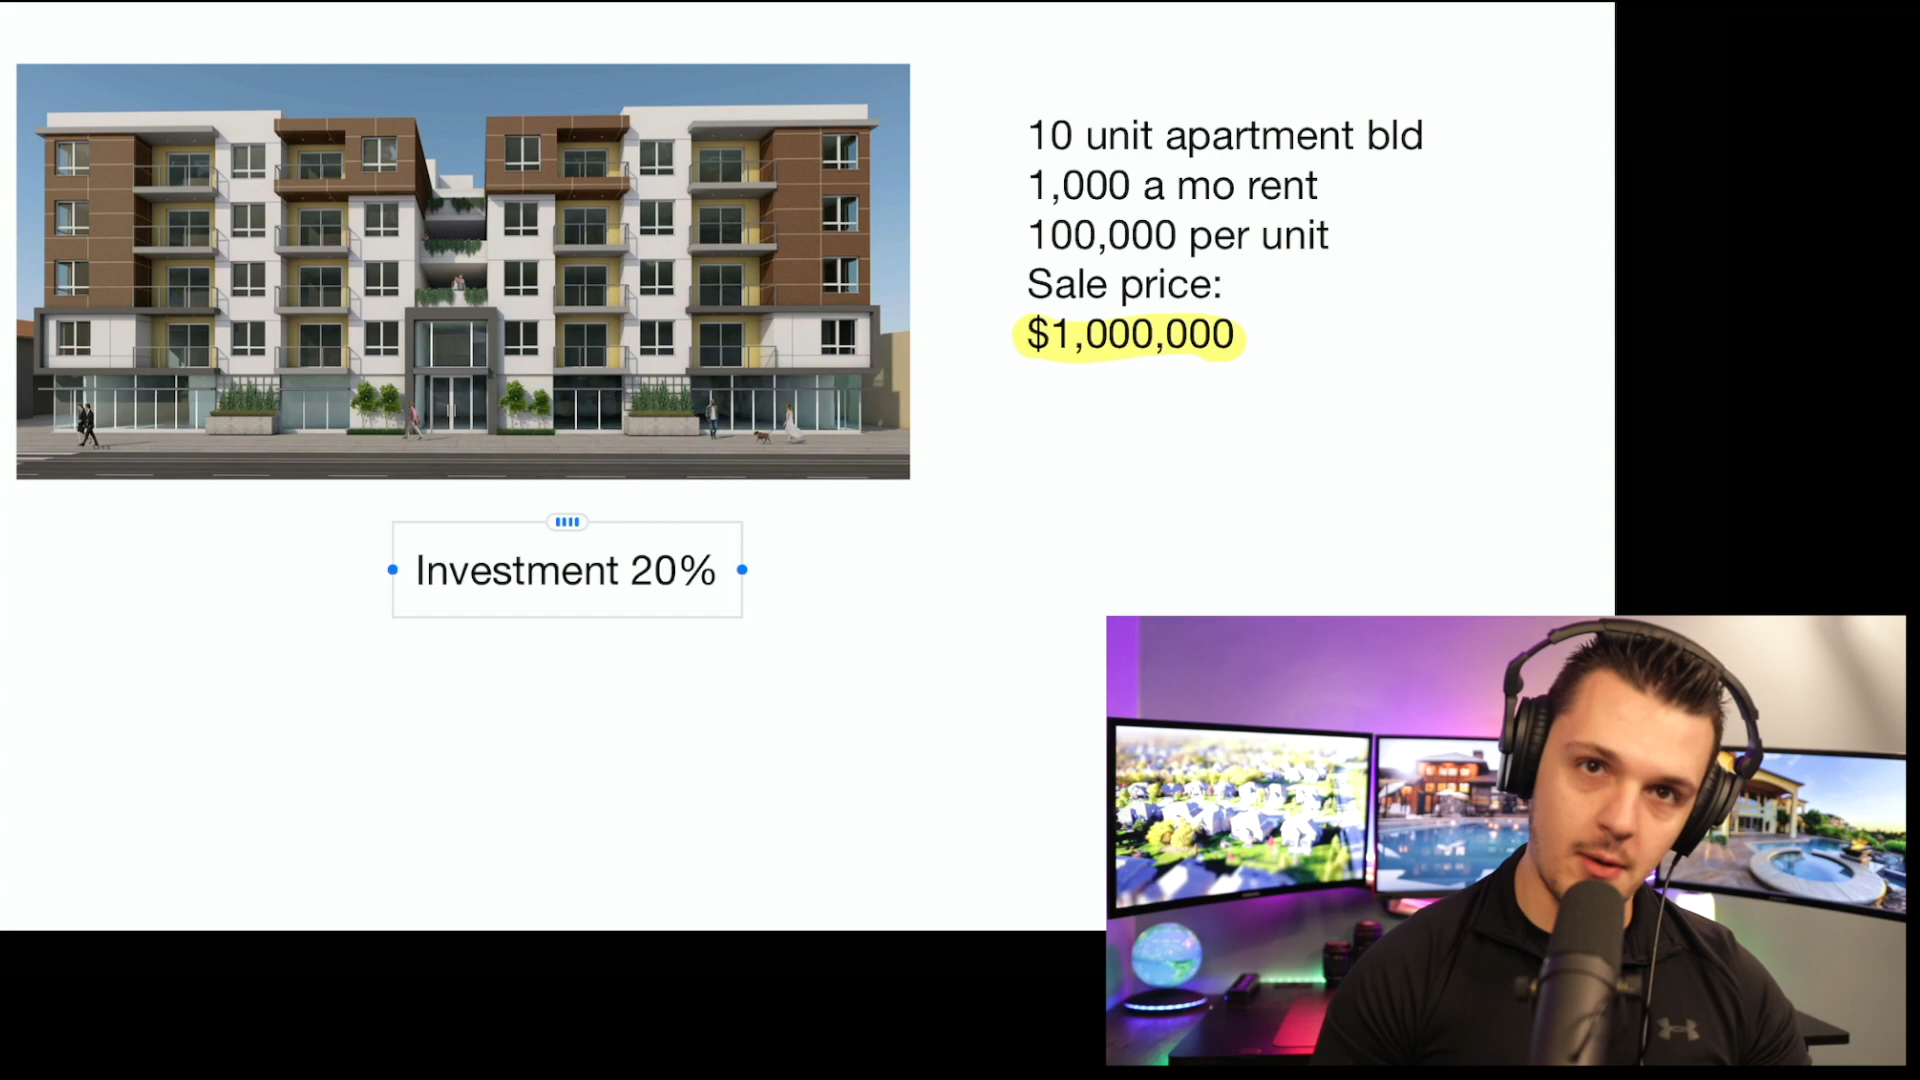 10 unit apartment bld
1,000 a mo rent
100,000 per unit
Sale price:
$1,000,000
Investment 20%